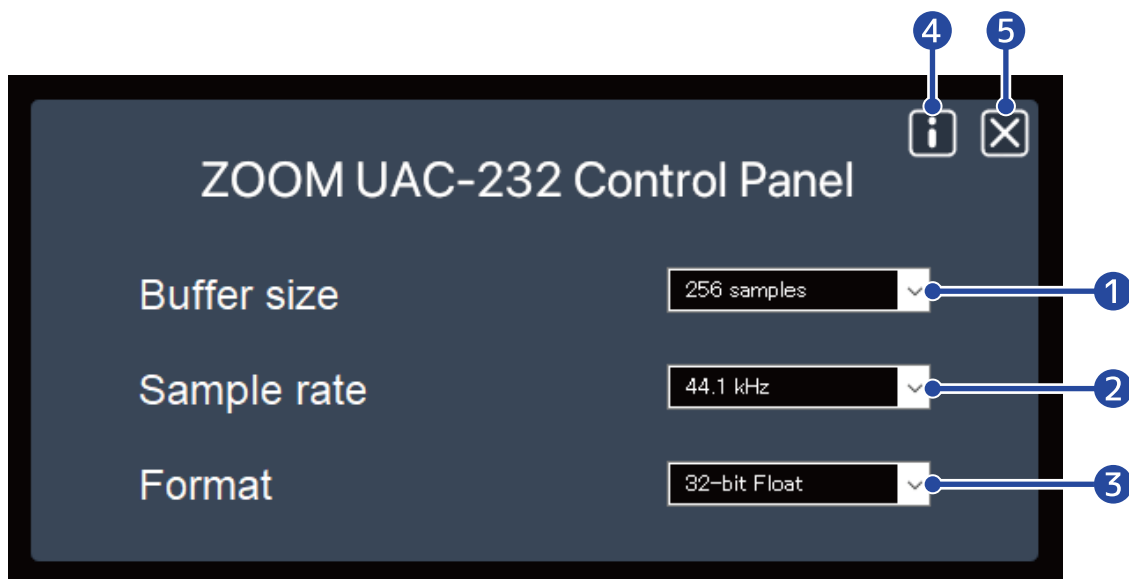 4 5
ZOOM UAC-232 Control Panel
Buffer size 256 samples 1
Sample rate 44.1 kHz 2
Format 32-bit Float 3